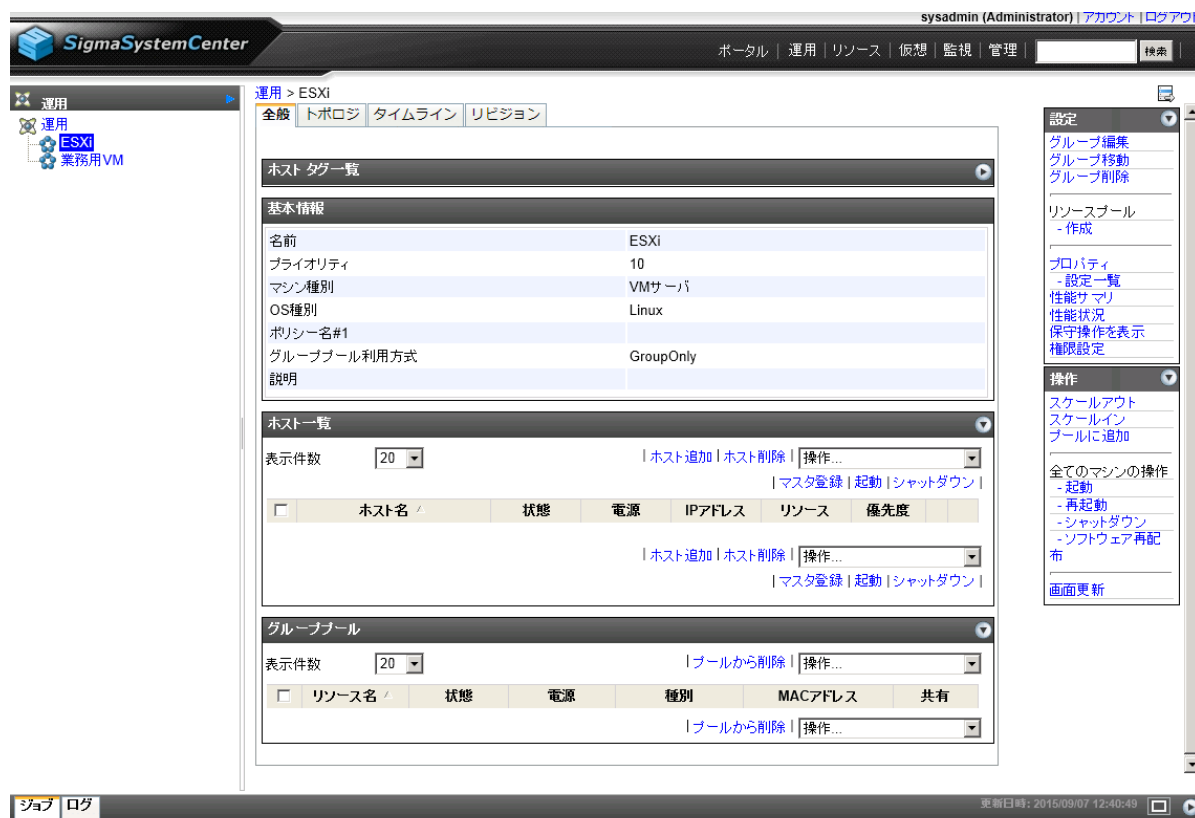 sysadmin (Administrator) | アカウント | ログアウト
SigmaSystemCenter
ポータル | 運用 | リソース | 仮想 | 監視 | 管理 | 検索
運用
運用
ESXi
業務用VM
運用 > ESXi
全般 トポロジ タイムライン リビジョン
ホスト タグ一覧
基本情報
名前 ESXi
プライオリティ 10
マシン種別 VMサーバ
OS種別 Linux
ポリシー名#1
グループプール利用方式 GroupOnly
説明
ホスト一覧
表示件数 20 | ホスト追加 | ホスト削除 | 操作...
| マスタ登録 | 起動 | シャットダウン |
ホスト名 状態 電源 IPアドレス リソース 優先度
| ホスト追加 | ホスト削除 | 操作...
| マスタ登録 | 起動 | シャットダウン |
グループプール
表示件数 20 | プールから削除 | 操作...
リソース名 状態 電源 種別 MACアドレス 共有
| プールから削除 | 操作...
設定
グループ編集
グループ移動
グループ削除
リソースプール
- 作成
プロパティ
- 設定一覧
性能サマリ
性能状況
保守操作を表示
権限設定
操作
スケールアウト
スケールイン
プールに追加
全てのマシンの操作
- 起動
- 再起動
- シャットダウン
- ソフトウェア再配
布
画面更新
ジョブ ログ
更新日時: 2015/09/07 12:40:49